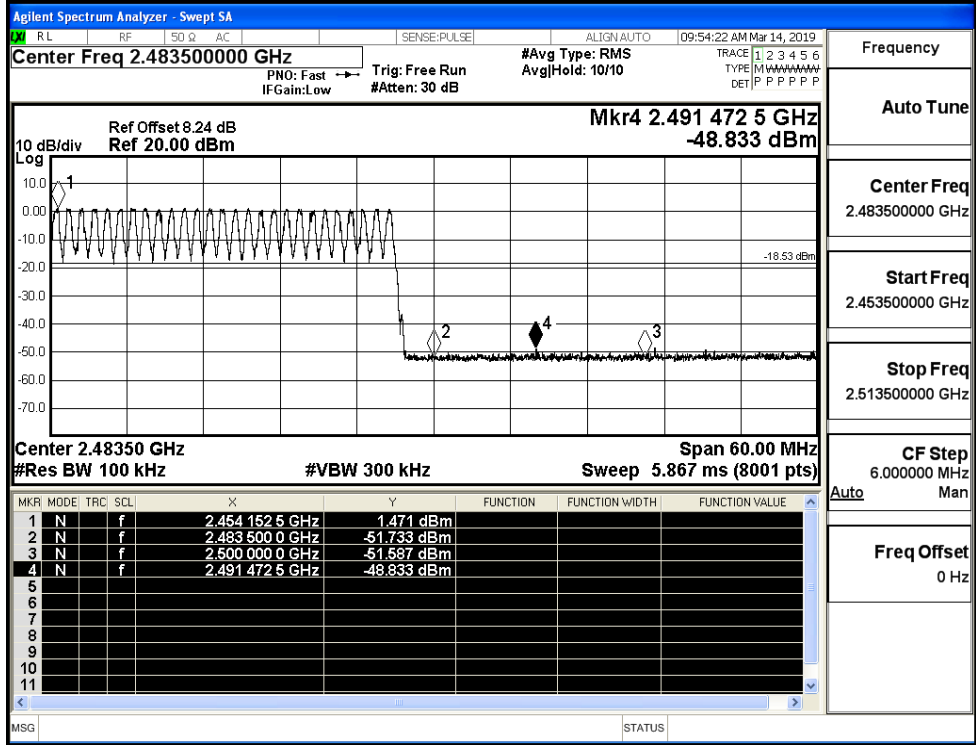 Agilent Spectrum Analyzer - Swept SA
LXI RL RF 50 Ω AC SENSE:PULSE ALIGN AUTO 09:54:22 AM Mar 14, 2019
Center Freq 2.483500000 GHz
#Avg Type: RMS
TRACE 1 2 3 4 5 6
PNO: Fast Trig: Free Run Avg|Hold: 10/10
TYPE M WWWWW
IFGain:Low #Atten: 30 dB
DET P P P P P P
Mkr4 2.491 472 5 GHz
-48.833 dBm
Ref Offset 8.24 dB
10 dB/div Ref 20.00 dBm
Log
10.0
0.00
-10.0
-20.0
-30.0
-40.0
-50.0
-60.0
-70.0
1
2
4
3
-18.53 dBm
Center 2.48350 GHz Span 60.00 MHz
#Res BW 100 kHz #VBW 300 kHz Sweep 5.867 ms (8001 pts)
MKR MODE TRC SCL X Y FUNCTION FUNCTION WIDTH FUNCTION VALUE
1 N f 2.454 152 5 GHz 1.471 dBm
2 N f 2.483 500 0 GHz -51.733 dBm
3 N f 2.500 000 0 GHz -51.587 dBm
4 N f 2.491 472 5 GHz -48.833 dBm
5
6
7
8
9
10
11
MSG STATUS
Frequency
Auto Tune
Center Freq
2.483500000 GHz
Start Freq
2.453500000 GHz
Stop Freq
2.513500000 GHz
CF Step
6.000000 MHz
Auto Man
Freq Offset
0 Hz